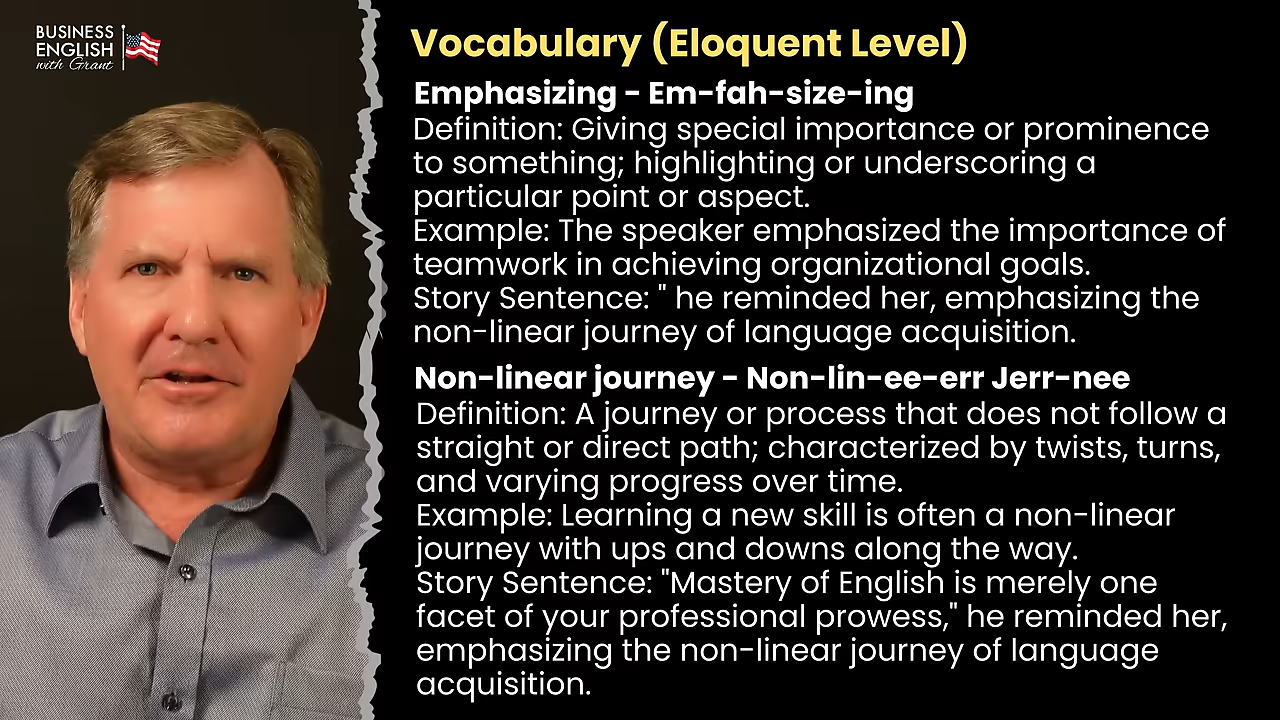 BUSINESS
ENGLISH
with Grant
Vocabulary (Eloquent Level)
Emphasizing - Em-fah-size-ing
Definition: Giving special importance or prominence
to something; highlighting or underscoring a
particular point or aspect.
Example: The speaker emphasized the importance of
teamwork in achieving organizational goals.
Story Sentence: " he reminded her, emphasizing the
non-linear journey of language acquisition.
Non-linear journey - Non-lin-ee-err Jerr-nee
Definition: A journey or process that does not follow a
straight or direct path; characterized by twists, turns,
and varying progress over time.
Example: Learning a new skill is often a non-linear
journey with ups and downs along the way.
Story Sentence: "Mastery of English is merely one
facet of your professional prowess," he reminded her,
emphasizing the non-linear journey of language
acquisition.